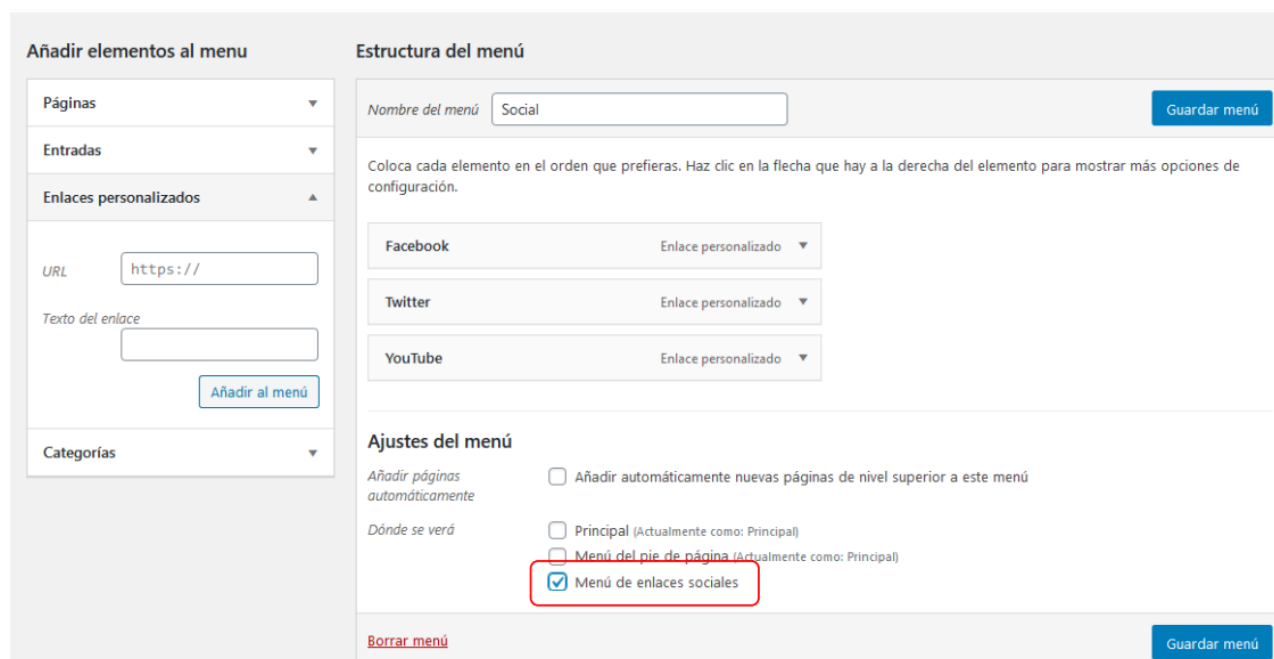 Añadir elementos al menu
Páginas
Entradas
Enlaces personalizados
URL
https://
Texto del enlace
Añadir al menú
Categorías
Estructura del menú
Nombre del menú Social
Guardar menú
Coloca cada elemento en el orden que prefieras. Haz clic en la flecha que hay a la derecha del elemento para mostrar más opciones de
configuración.
Facebook Enlace personalizado
Twitter Enlace personalizado
YouTube Enlace personalizado
Ajustes del menú
Añadir páginas
automáticamente
Añadir automáticamente nuevas páginas de nivel superior a este menú
Dónde se verá
Principal (Actualmente como: Principal)
Menú del pie de página (Actualmente como: Principal)
Menú de enlaces sociales
Borrar menú
Guardar menú